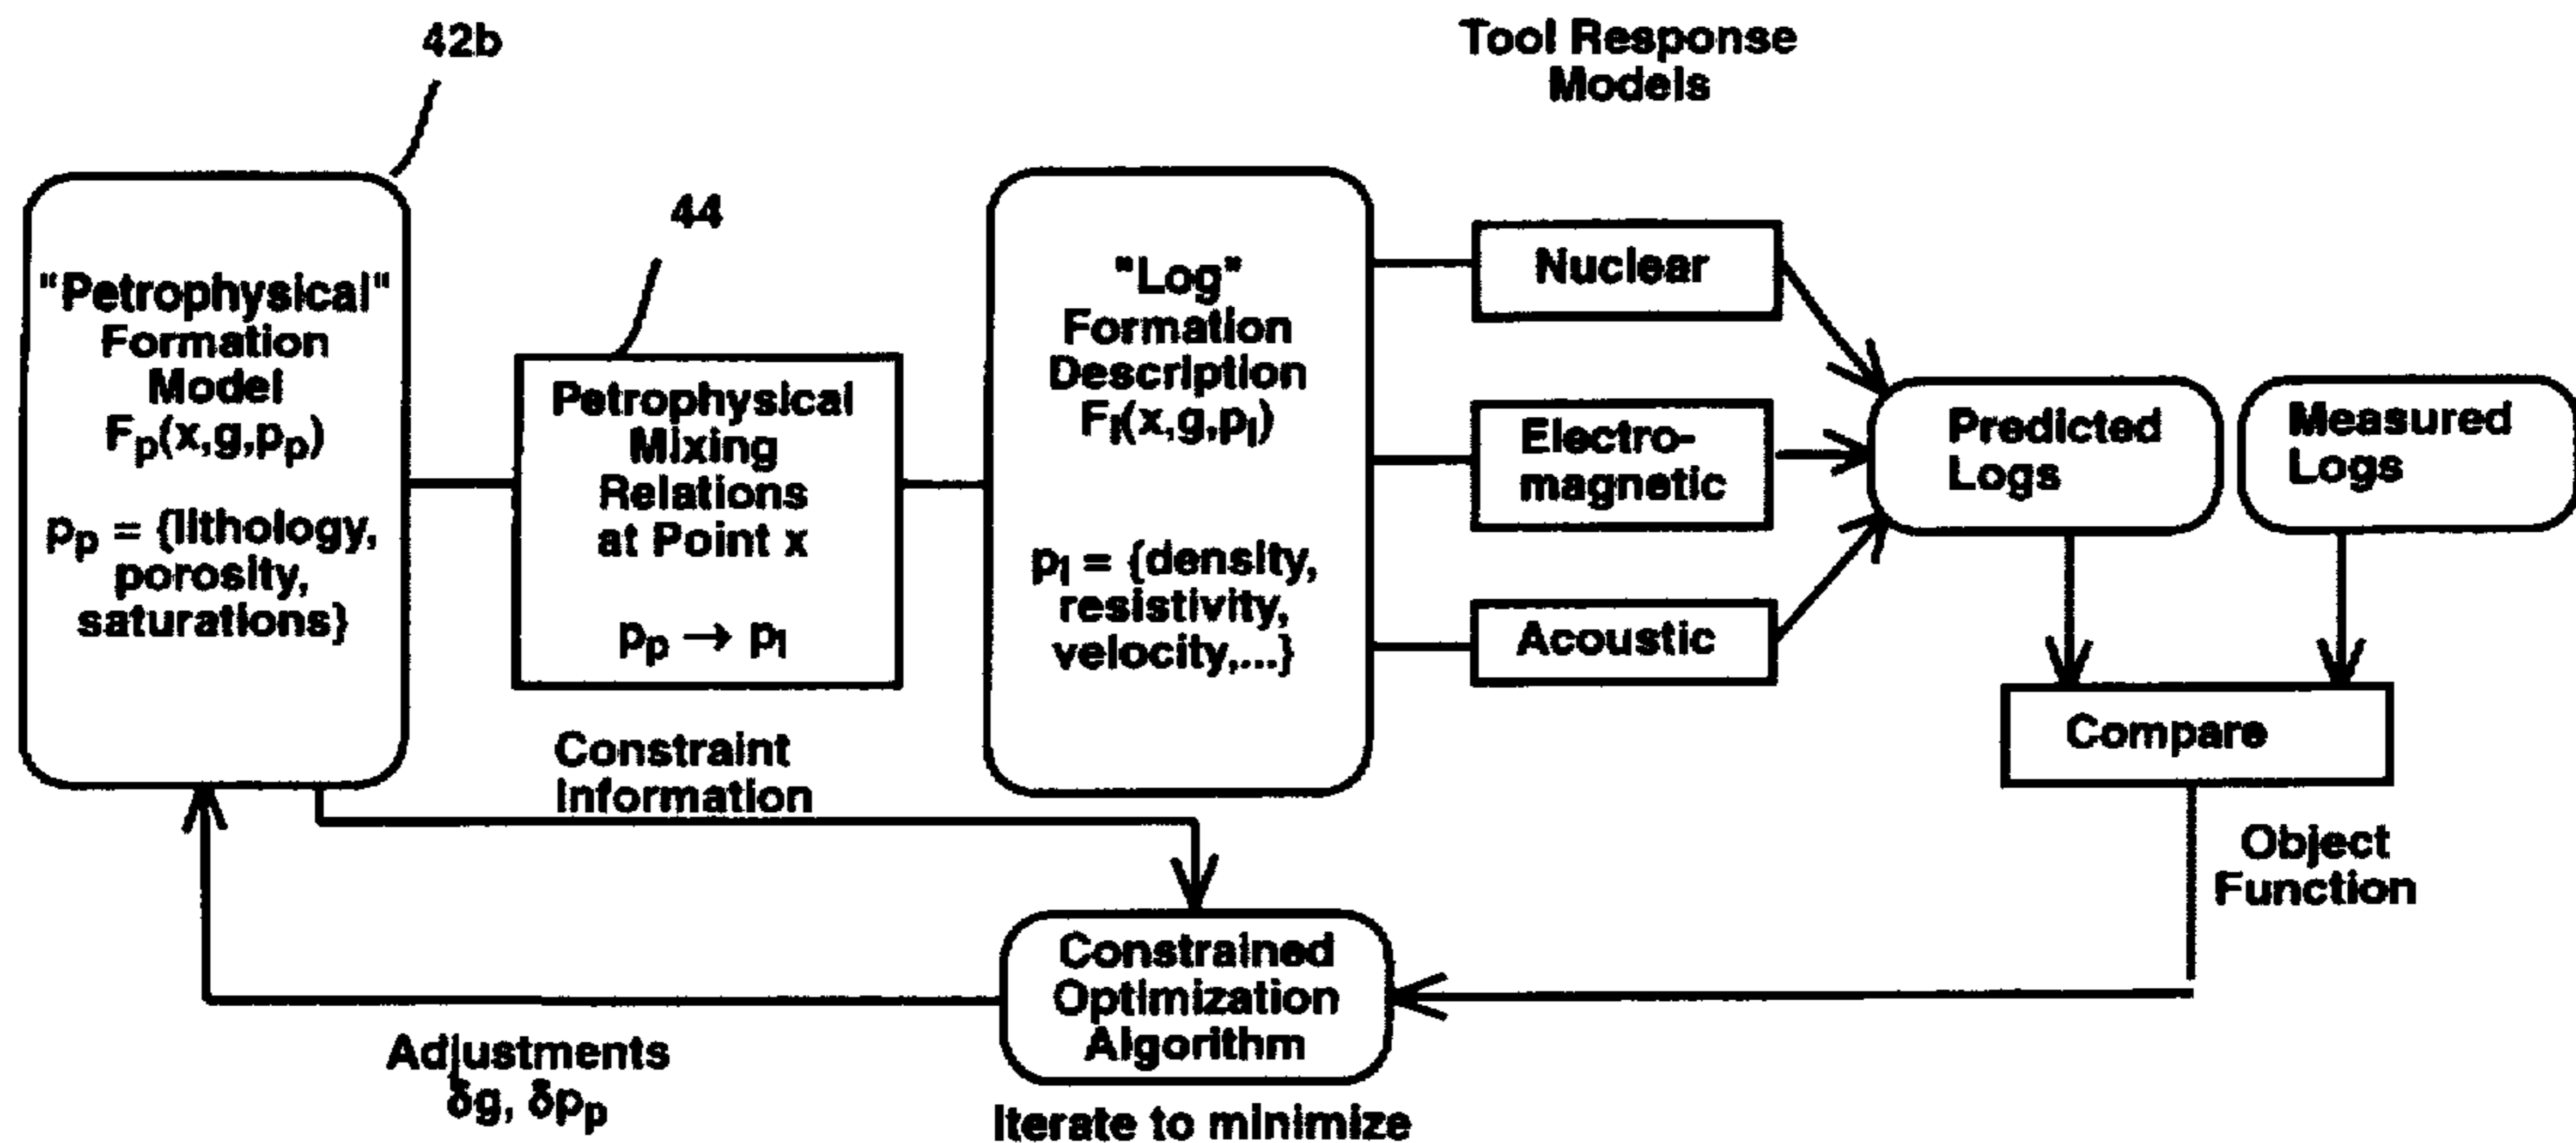 42b
Tool Response
Models
44
"Petrophysical"
Formation
Model
Fp(x,g,pp)
pp = {lithology,
porosity,
saturations}
Petrophysical
Mixing
Relations
at Point x
pp → pl
"Log"
Formation
Description
Fl(x,g,pl)
pl = {density,
resistivity,
velocity,...}
Nuclear
Electro-
magnetic
Acoustic
Predicted
Logs
Measured
Logs
Compare
Constraint
Information
Object
Function
Constrained
Optimization
Algorithm
Adjustments
δg, δpp
Iterate to minimize